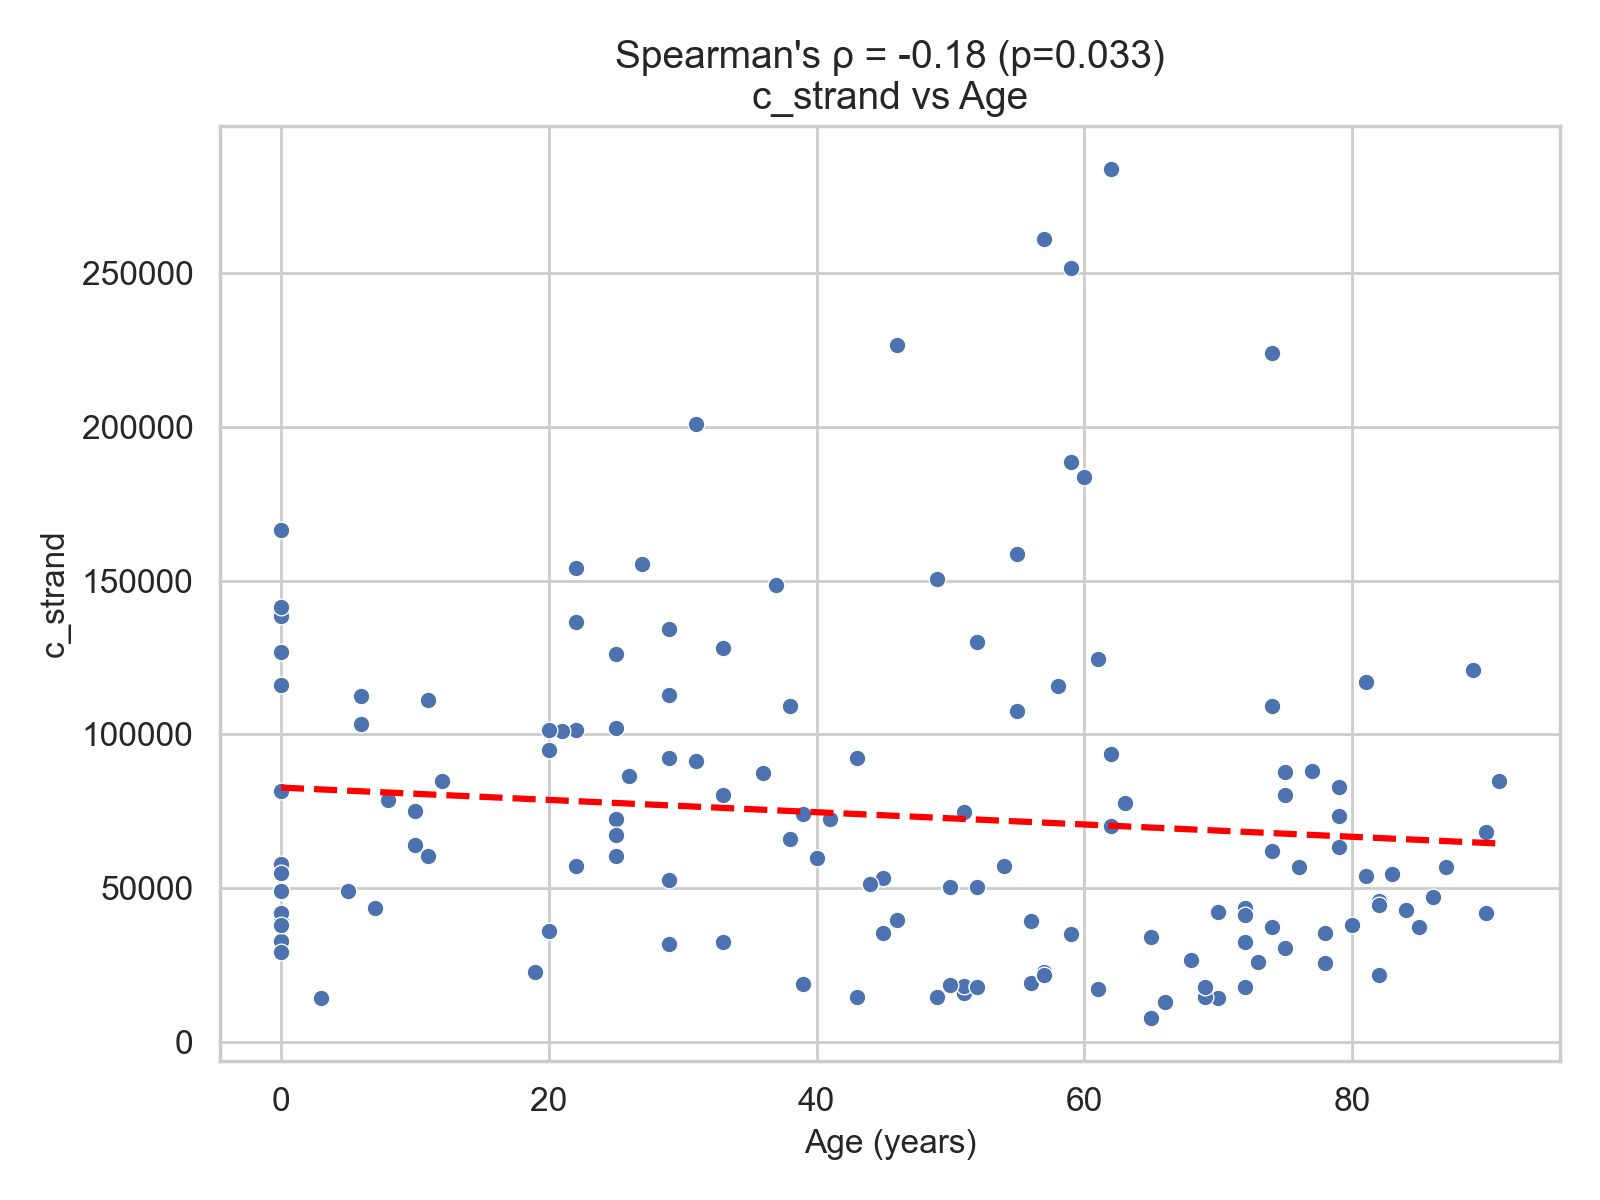 Spearman's ρ = -0.18 (p=0.033)
c_strand vs Age
250000
200000
150000
100000
50000
0
c_strand
0 20 40 60 80
Age (years)